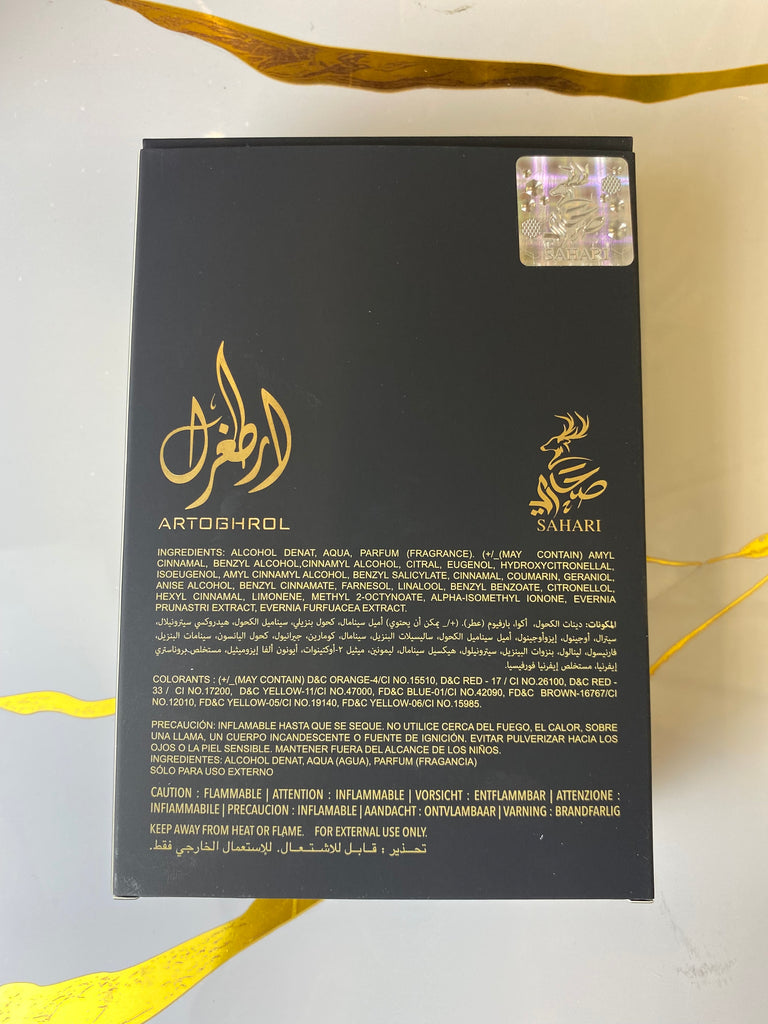 SAHARI
ارطغرل
ARTOGHROL
صحاري
SAHARI
INGREDIENTS: ALCOHOL DENAT, AQUA, PARFUM (FRAGRANCE). (+/_(MAY CONTAIN) AMYL
CINNAMAL, BENZYL ALCOHOL,CINNAMYL ALCOHOL, CITRAL, EUGENOL, HYDROXYCITRONELLAL,
ISOEUGENOL, AMYL CINNAMYL ALCOHOL, BENZYL SALICYLATE, CINNAMAL, COUMARIN, GERANIOL,
ANISE ALCOHOL, BENZYL CINNAMATE, FARNESOL, LINALOOL, BENZYL BENZOATE, CITRONELLOL,
HEXYL CINNAMAL, LIMONENE, METHYL 2-OCTYNOATE, ALPHA-ISOMETHYL IONONE, EVERNIA
PRUNASTRI EXTRACT, EVERNIA FURFUACEA EXTRACT.
المكونات: دينات الكحول، أكوا، بارفيوم (عطر). (+/_ يمكن أن يحتوي) أميل سينامال، كحول بنزيلي، سيناميل الكحول، هيدروكسي سيترونيلال،
سيترال، أوجينول، إيزوأوجينول، أميل سيناميل الكحول، ساليسيلات البنزيل، سينامال، كومارين، جيرانيول، كحول اليانسون، سينامات البنزيل،
فارنيسول، لينالول، بنزوات البينزيل، سيترونيلول، هيكسيل سينامال، ليمونين، ميثيل ٢-أوكتينوات، أيونون ألفا إيزوميثيل، مستخلص بروناستري
إيفرنيا، مستخلص إيفرنيا فورفيسيا.
COLORANTS : (+/_(MAY CONTAIN) D&C ORANGE-4/CI NO.15510, D&C RED - 17 / CI NO.26100, D&C RED -
33 / CI NO.17200, D&C YELLOW-11/CI NO.47000, FD&C BLUE-01/CI NO.42090, FD&C BROWN-16767/CI
NO.12010, FD&C YELLOW-05/CI NO.19140, FD&C YELLOW-06/CI NO.15985.
PRECAUCIÓN: INFLAMABLE HASTA QUE SE SEQUE. NO UTILICE CERCA DEL FUEGO, EL CALOR, SOBRE
UNA LLAMA, UN CUERPO INCANDESCENTE O FUENTE DE IGNICIÓN. EVITAR PULVERIZAR HACIA LOS
OJOS O LA PIEL SENSIBLE. MANTENER FUERA DEL ALCANCE DE LOS NIÑOS.
INGREDIENTES: ALCOHOL DENAT, AQUA (AGUA), PARFUM (FRAGANCIA)
SÓLO PARA USO EXTERNO
CAUTION : FLAMMABLE | ATTENTION : INFLAMMABLE | VORSICHT : ENTFLAMMBAR | ATTENZIONE :
INFIAMMABILE | PRECAUCION : INFLAMABLE | AANDACHT : ONTVLAMBAAR | VARNING : BRANDFARLIG
KEEP AWAY FROM HEAT OR FLAME. FOR EXTERNAL USE ONLY.
تحـــذير : قــابل للاشــتعــال. للإستعمال الخارجي فقط.